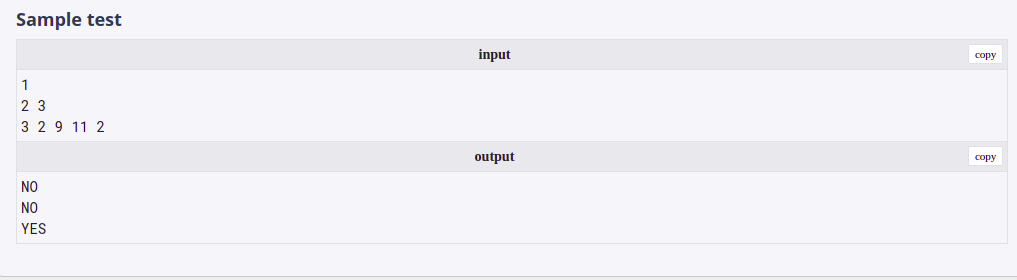 Sample test
input copy
1
2 3
3 2 9 11 2
output copy
NO
NO
YES